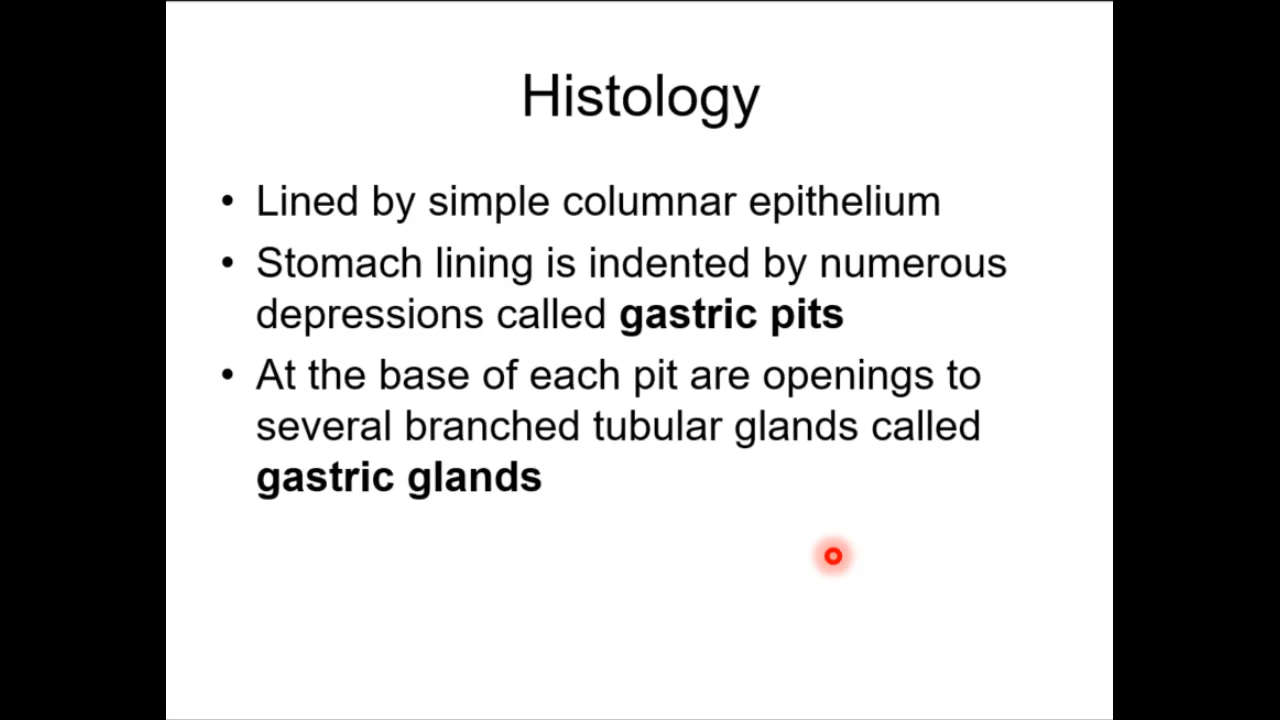 Histology
• Lined by simple columnar epithelium
• Stomach lining is indented by numerous
depressions called gastric pits
• At the base of each pit are openings to
several branched tubular glands called
gastric glands